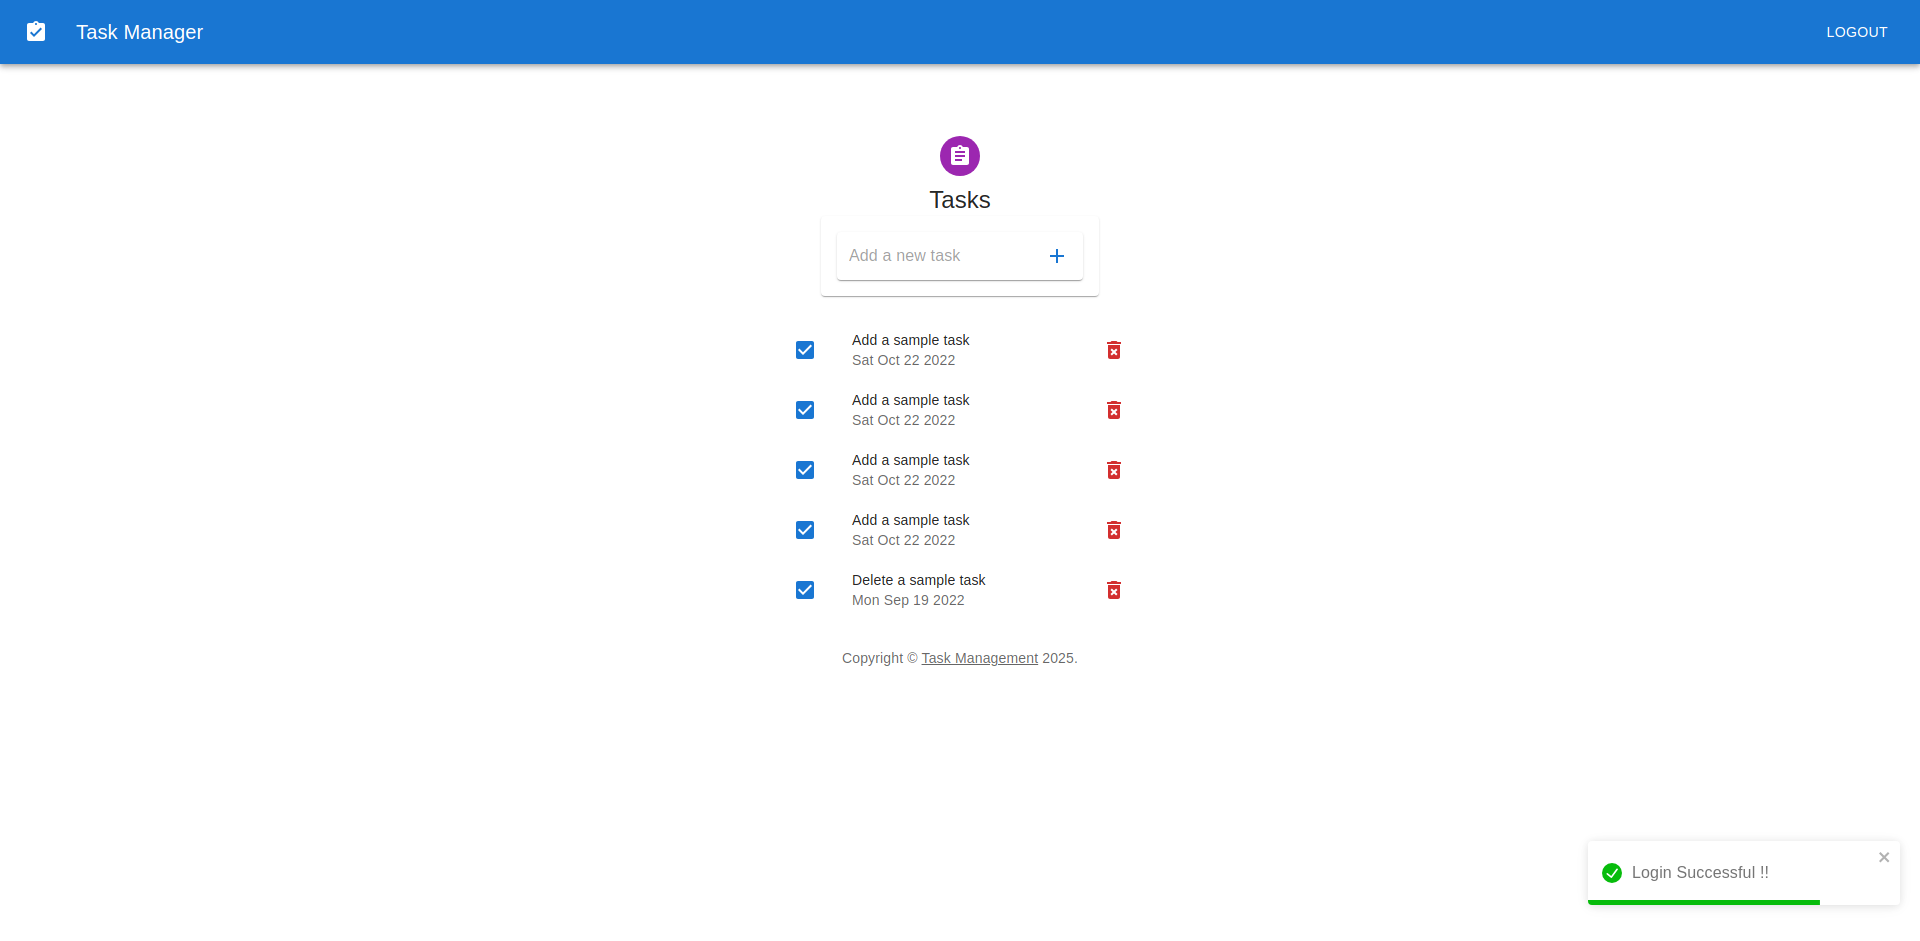 Task Manager
LOGOUT
Tasks
Add a new task
Add a sample task
Sat Oct 22 2022
Add a sample task
Sat Oct 22 2022
Add a sample task
Sat Oct 22 2022
Add a sample task
Sat Oct 22 2022
Delete a sample task
Mon Sep 19 2022
Copyright © Task Management 2025.
Login Successful !!